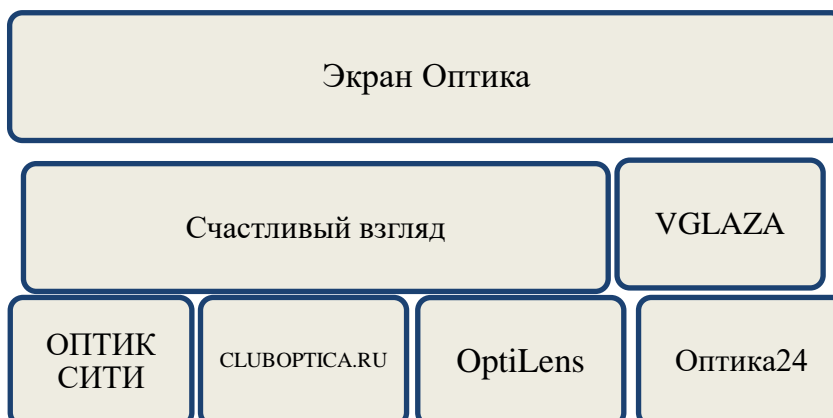 Экран Оптика
Счастливый взгляд
VGLAZA
ОПТИК
СИТИ
CLUBOPTICA.RU
OptiLens
Оптика24